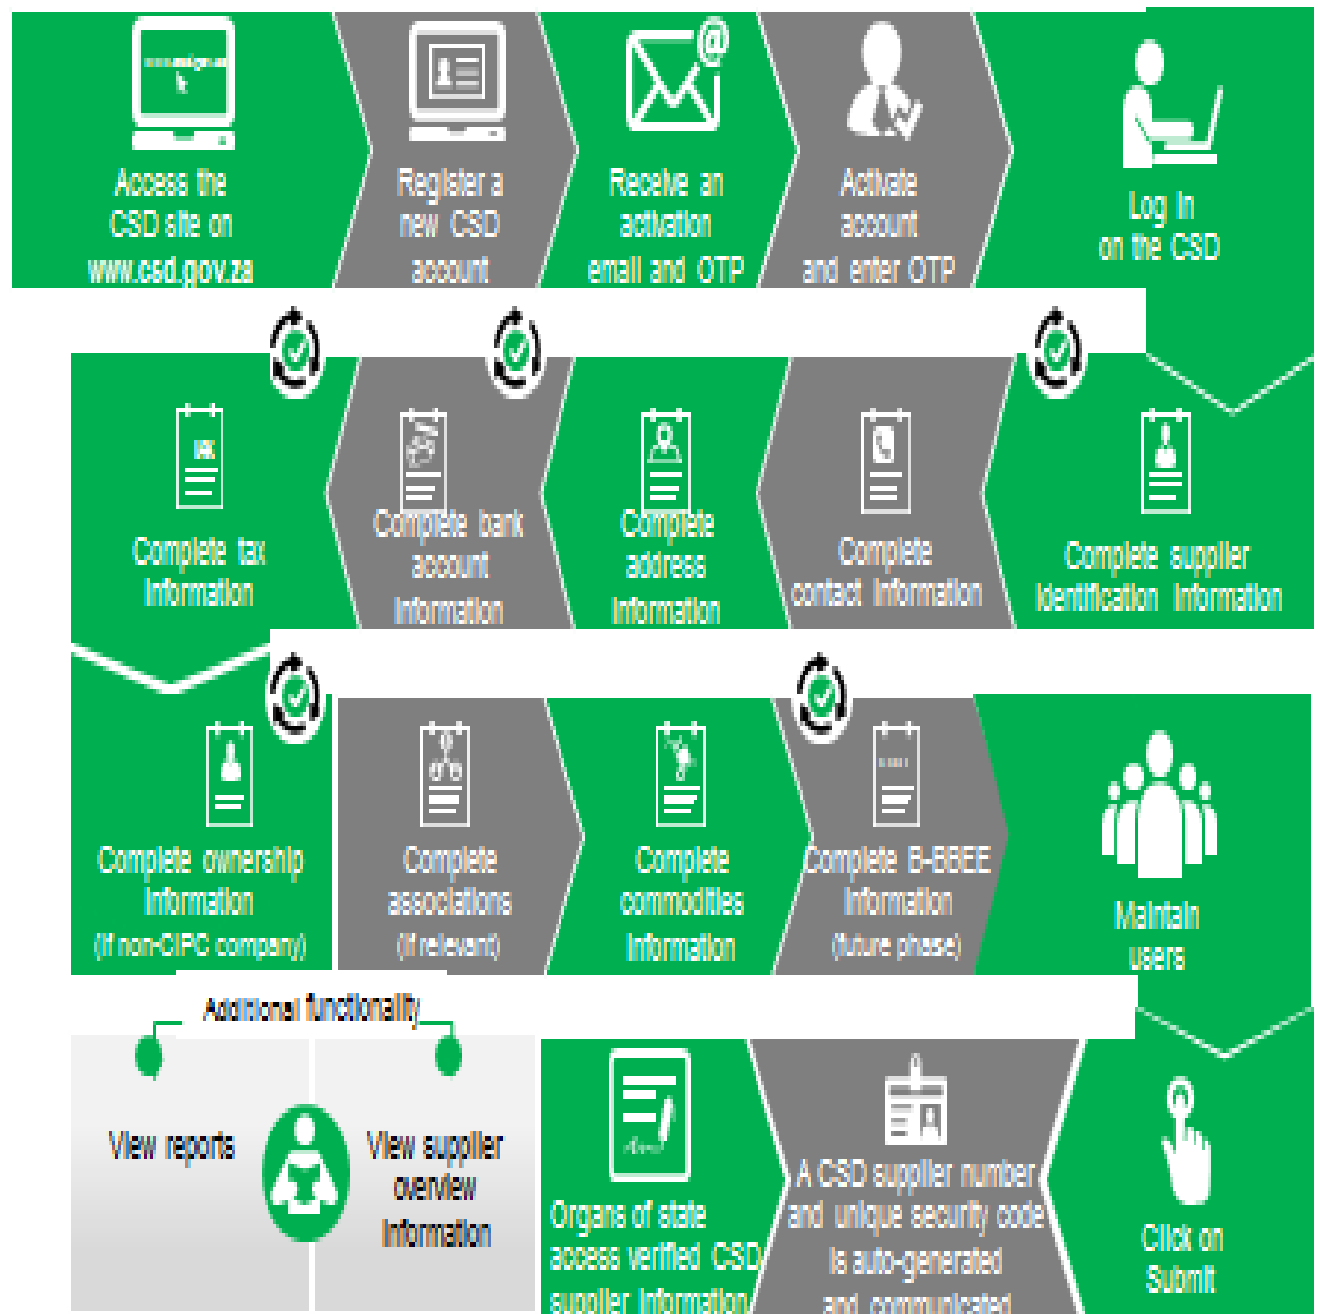 Access the
CSD site on
www.csd.gov.za
Register a
new CSD
account
Receive an
activation
email and OTP
Activate
account
and enter OTP
Log in
on the CSD
Complete supplier
identification information
Complete
contact information
Complete
address
information
Complete bank
account
information
TAX
Complete tax
information
Complete ownership
information
(if non-CIPC company)
Complete
associations
(if relevant)
Complete
commodities
information
Complete B-BBEE
information
(future phase)
Maintain
users
Click on
Submit
A CSD supplier number
and unique security code
is auto-generated
and communicated
Organs of state
access verified CSD
supplier information
Additional functionality
View reports
View supplier
overview
information